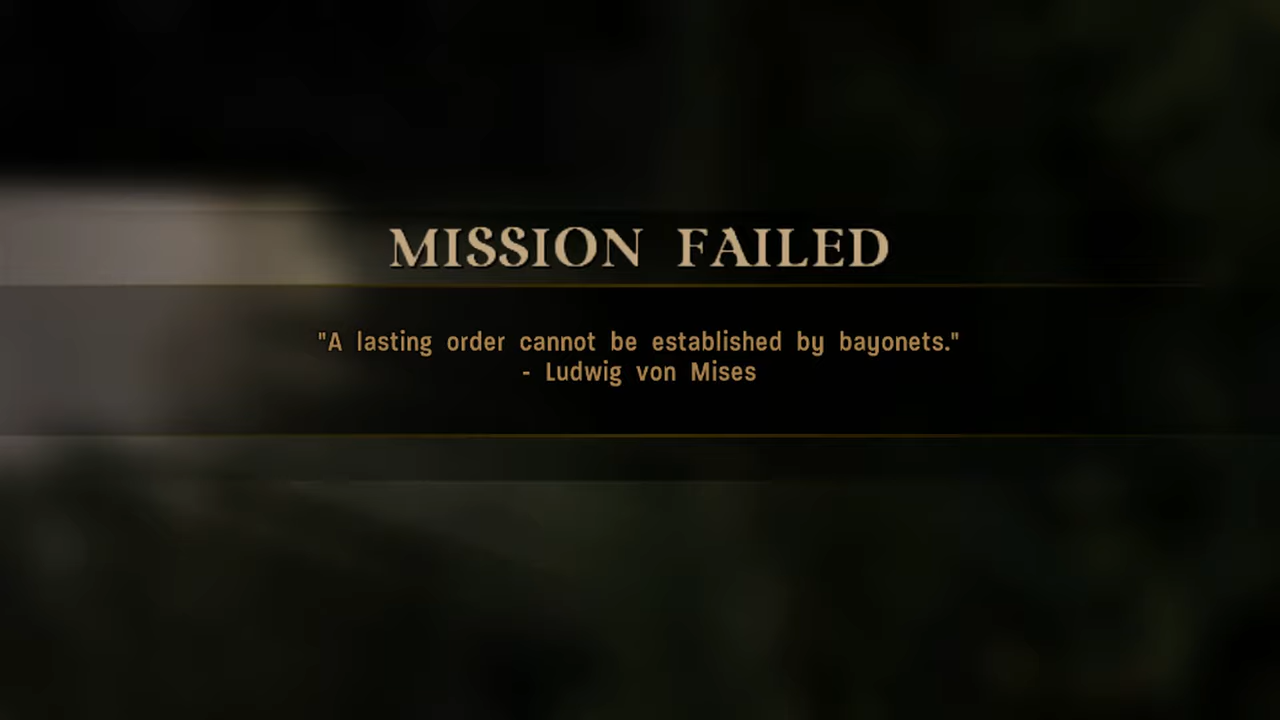 MISSION FAILED
"A lasting order cannot be established by bayonets."
- Ludwig von Mises